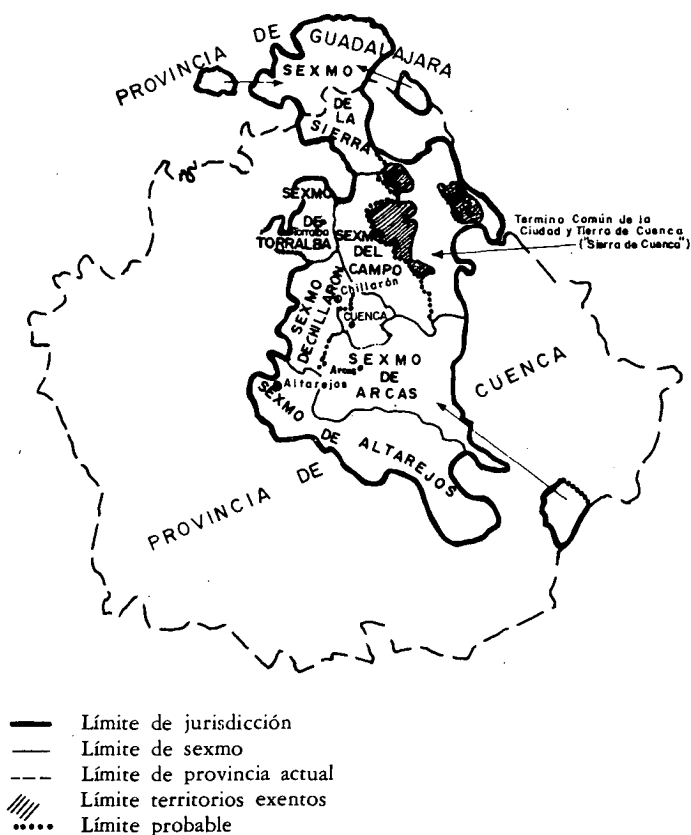 PROVINCIA DE GUADALAJARA
SEXMO
DE
LA
SIERRA
SEXMO
DE
Torralba
TORRALBA
SEXMO
DEL
CAMPO
Termino Común de la
Ciudad y Tierra de Cuenca
("Sierra de Cuenca")
Chillarón
SEXMO
DE CHILLARON
CUENCA
SEXMO
DE
ARCAS
Arcas
Altarejos
SEXMO DE ALTAREJOS
PROVINCIA DE CUENCA
Límite de jurisdicción
Límite de sexmo
Límite de provincia actual
Límite territorios exentos
Límite probable